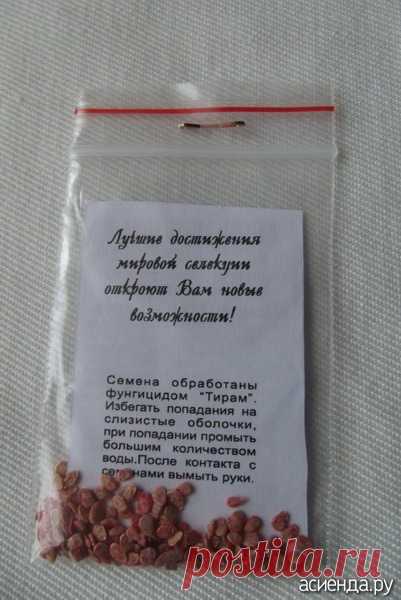 Лучшие достижения
мировой селекции
откроют Вам новые
возможности!
Семена обработаны
фунгицидом "Тирам".
Избегать попадания на
слизистые оболочки,
при попадании промыть
большим количеством
воды.После контакта с
семенами вымыть руки.
postila.ru
асиенда.ру